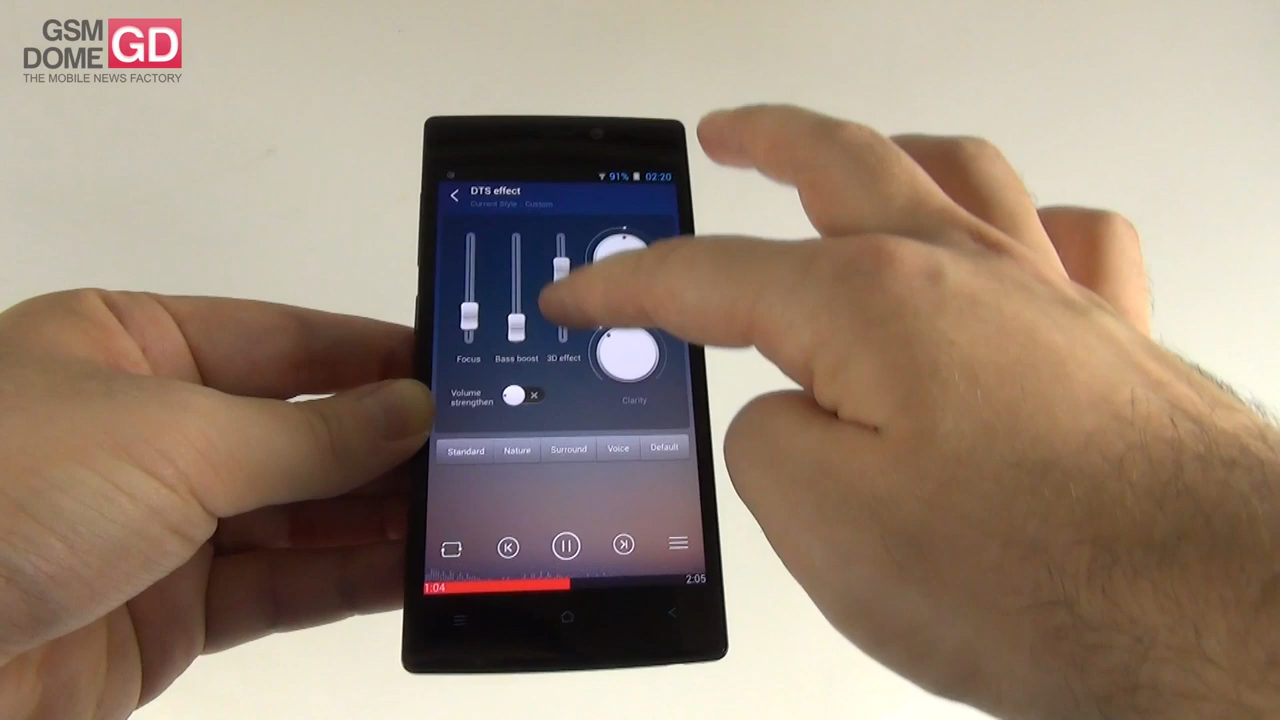 GSM
DOME GD
THE MOBILE NEWS FACTORY
91% 02:20
DTS effect
Current Style - Custom
Focus Bass boost 3D effect
Volume
strengthen
Clarity
Standard Nature Surround Voice Default
1:04 2:05